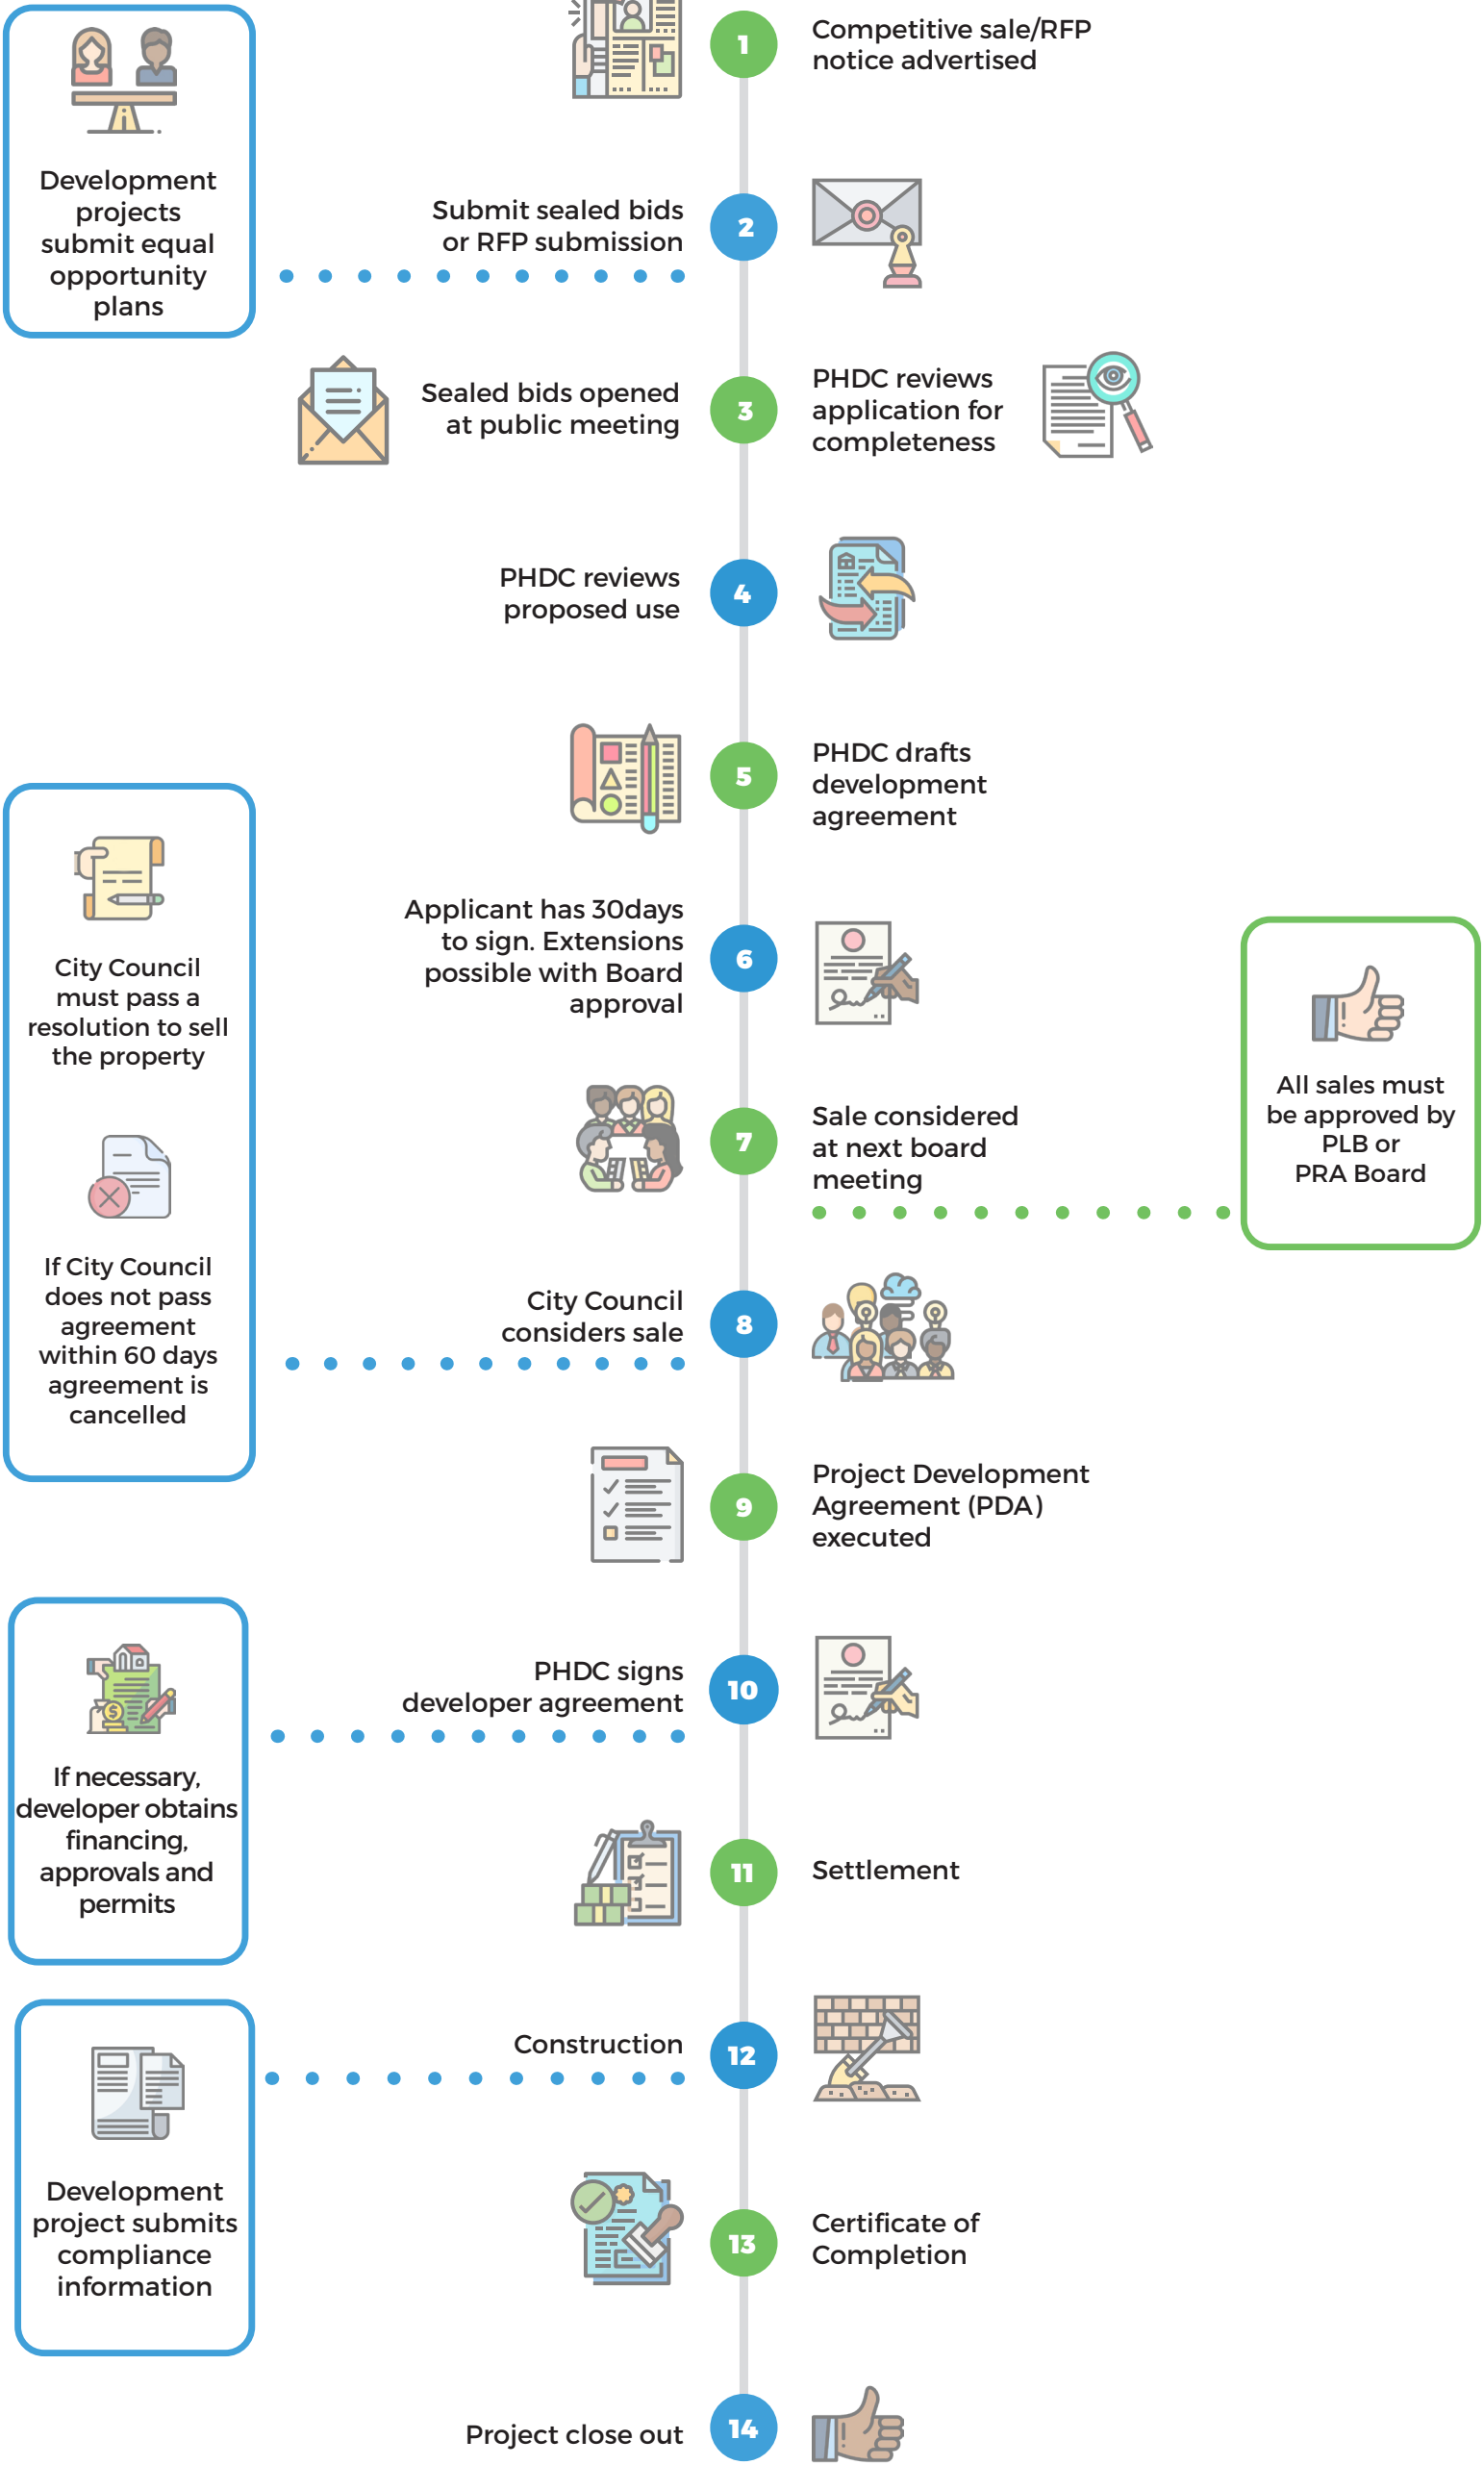 1
Competitive sale/RFP
notice advertised
Development
projects
submit equal
opportunity
plans
Submit sealed bids
or RFP submission
2
Sealed bids opened
at public meeting
3
PHDC reviews
application for
completeness
PHDC reviews
proposed use
4
5
PHDC drafts
development
agreement
Applicant has 30days
to sign. Extensions
possible with Board
approval
6
City Council
must pass a
resolution to sell
the property
If City Council
does not pass
agreement
within 60 days
agreement is
cancelled
7
Sale considered
at next board
meeting
All sales must
be approved by
PLB or
PRA Board
City Council
considers sale
8
9
Project Development
Agreement (PDA)
executed
PHDC signs
developer agreement
10
If necessary,
developer obtains
financing,
approvals and
permits
11
Settlement
Construction
12
Development
project submits
compliance
information
13
Certificate of
Completion
Project close out
14